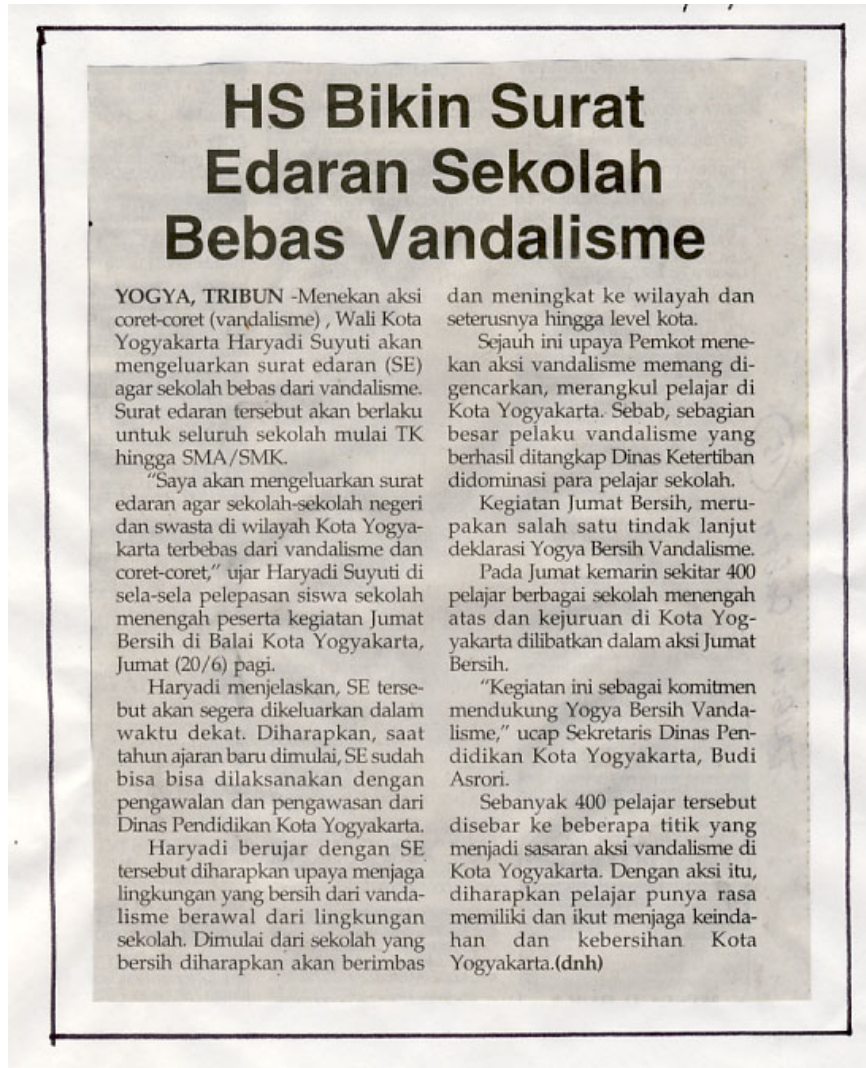 HS Bikin Surat
Edaran Sekolah
Bebas Vandalisme
YOGYA, TRIBUN -Menekan aksi
coret-coret (vandalisme) , Wali Kota
Yogyakarta Haryadi Suyuti akan
mengeluarkan surat edaran (SE)
agar sekolah bebas dari vandalisme.
Surat edaran tersebut akan berlaku
untuk seluruh sekolah mulai TK
hingga SMA/SMK.
“Saya akan mengeluarkan surat
edaran agar sekolah-sekolah negeri
dan swasta di wilayah Kota Yogya-
karta terbebas dari vandalisme dan
coret-coret,” ujar Haryadi Suyuti di
sela-sela pelepasan siswa sekolah
menengah peserta kegiatan Jumat
Bersih di Balai Kota Yogyakarta,
Jumat (20/6) pagi.
Haryadi menjelaskan, SE terse-
but akan segera dikeluarkan dalam
waktu dekat. Diharapkan, saat
tahun ajaran baru dimulai, SE sudah
bisa bisa dilaksanakan dengan
pengawalan dan pengawasan dari
Dinas Pendidikan Kota Yogyakarta.
Haryadi berujar dengan SE
tersebut diharapkan upaya menjaga
lingkungan yang bersih dari vanda-
lisme berawal dari lingkungan
sekolah. Dimulai dari sekolah yang
bersih diharapkan akan berimbas
dan meningkat ke wilayah dan
seterusnya hingga level kota.
Sejauh ini upaya Pemkot mene-
kan aksi vandalisme memang di-
gencarkan, merangkul pelajar di
Kota Yogyakarta. Sebab, sebagian
besar pelaku vandalisme yang
berhasil ditangkap Dinas Ketertiban
didominasi para pelajar sekolah.
Kegiatan Jumat Bersih, meru-
pakan salah satu tindak lanjut
deklarasi Yogya Bersih Vandalisme.
Pada Jumat kemarin sekitar 400
pelajar berbagai sekolah menengah
atas dan kejuruan di Kota Yog-
yakarta dilibatkan dalam aksi Jumat
Bersih.
“Kegiatan ini sebagai komitmen
mendukung Yogya Bersih Vanda-
lisme,” ucap Sekretaris Dinas Pen-
didikan Kota Yogyakarta, Budi
Asrori.
Sebanyak 400 pelajar tersebut
disebar ke beberapa titik yang
menjadi sasaran aksi vandalisme di
Kota Yogyakarta. Dengan aksi itu,
diharapkan pelajar punya rasa
memiliki dan ikut menjaga keinda-
han dan kebersihan Kota
Yogyakarta.(dnh)